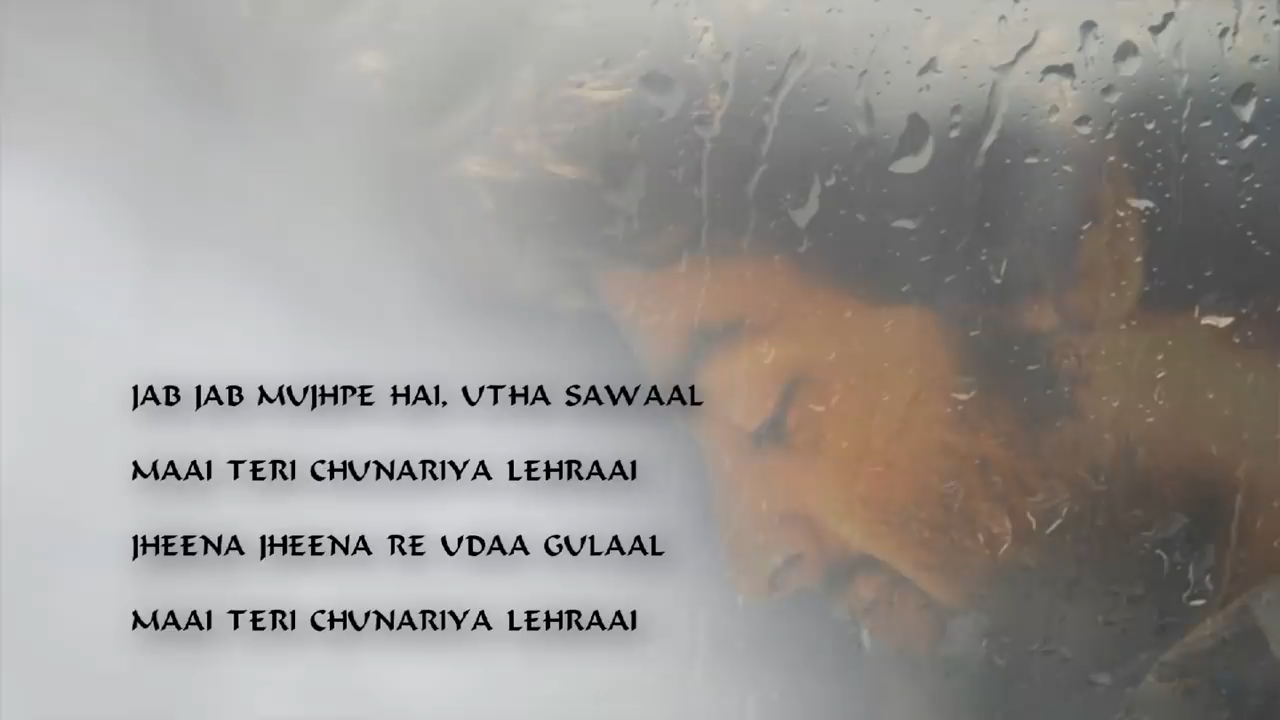 JAB JAB MUJHPE HAI, UTHA SAWAAL
MAAI TERI CHUNARIYA LEHRAAI
JHEENA JHEENA RE UDAA GULAAL
MAAI TERI CHUNARIYA LEHRAAI